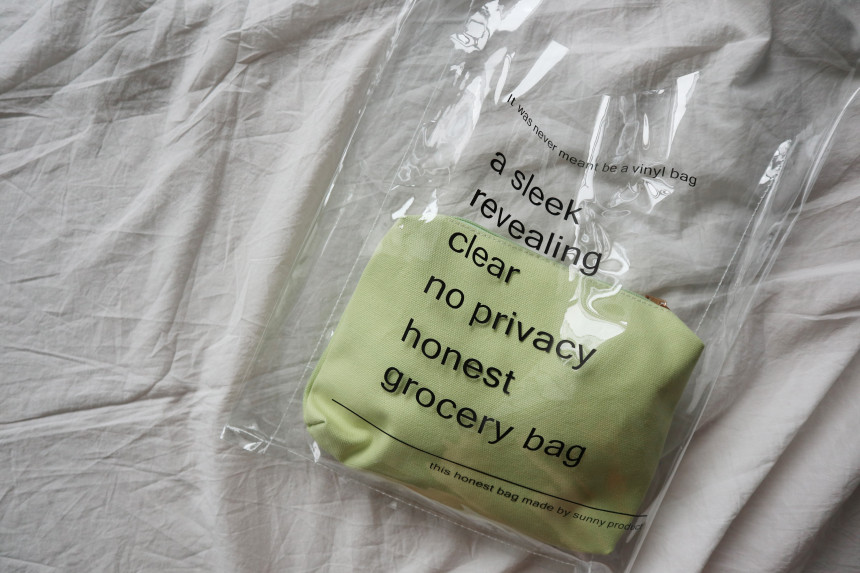 It was never meant be a vinyl bag
a sleek
revealing
clear
no privacy
honest
grocery bag
this honest bag made by sunny product